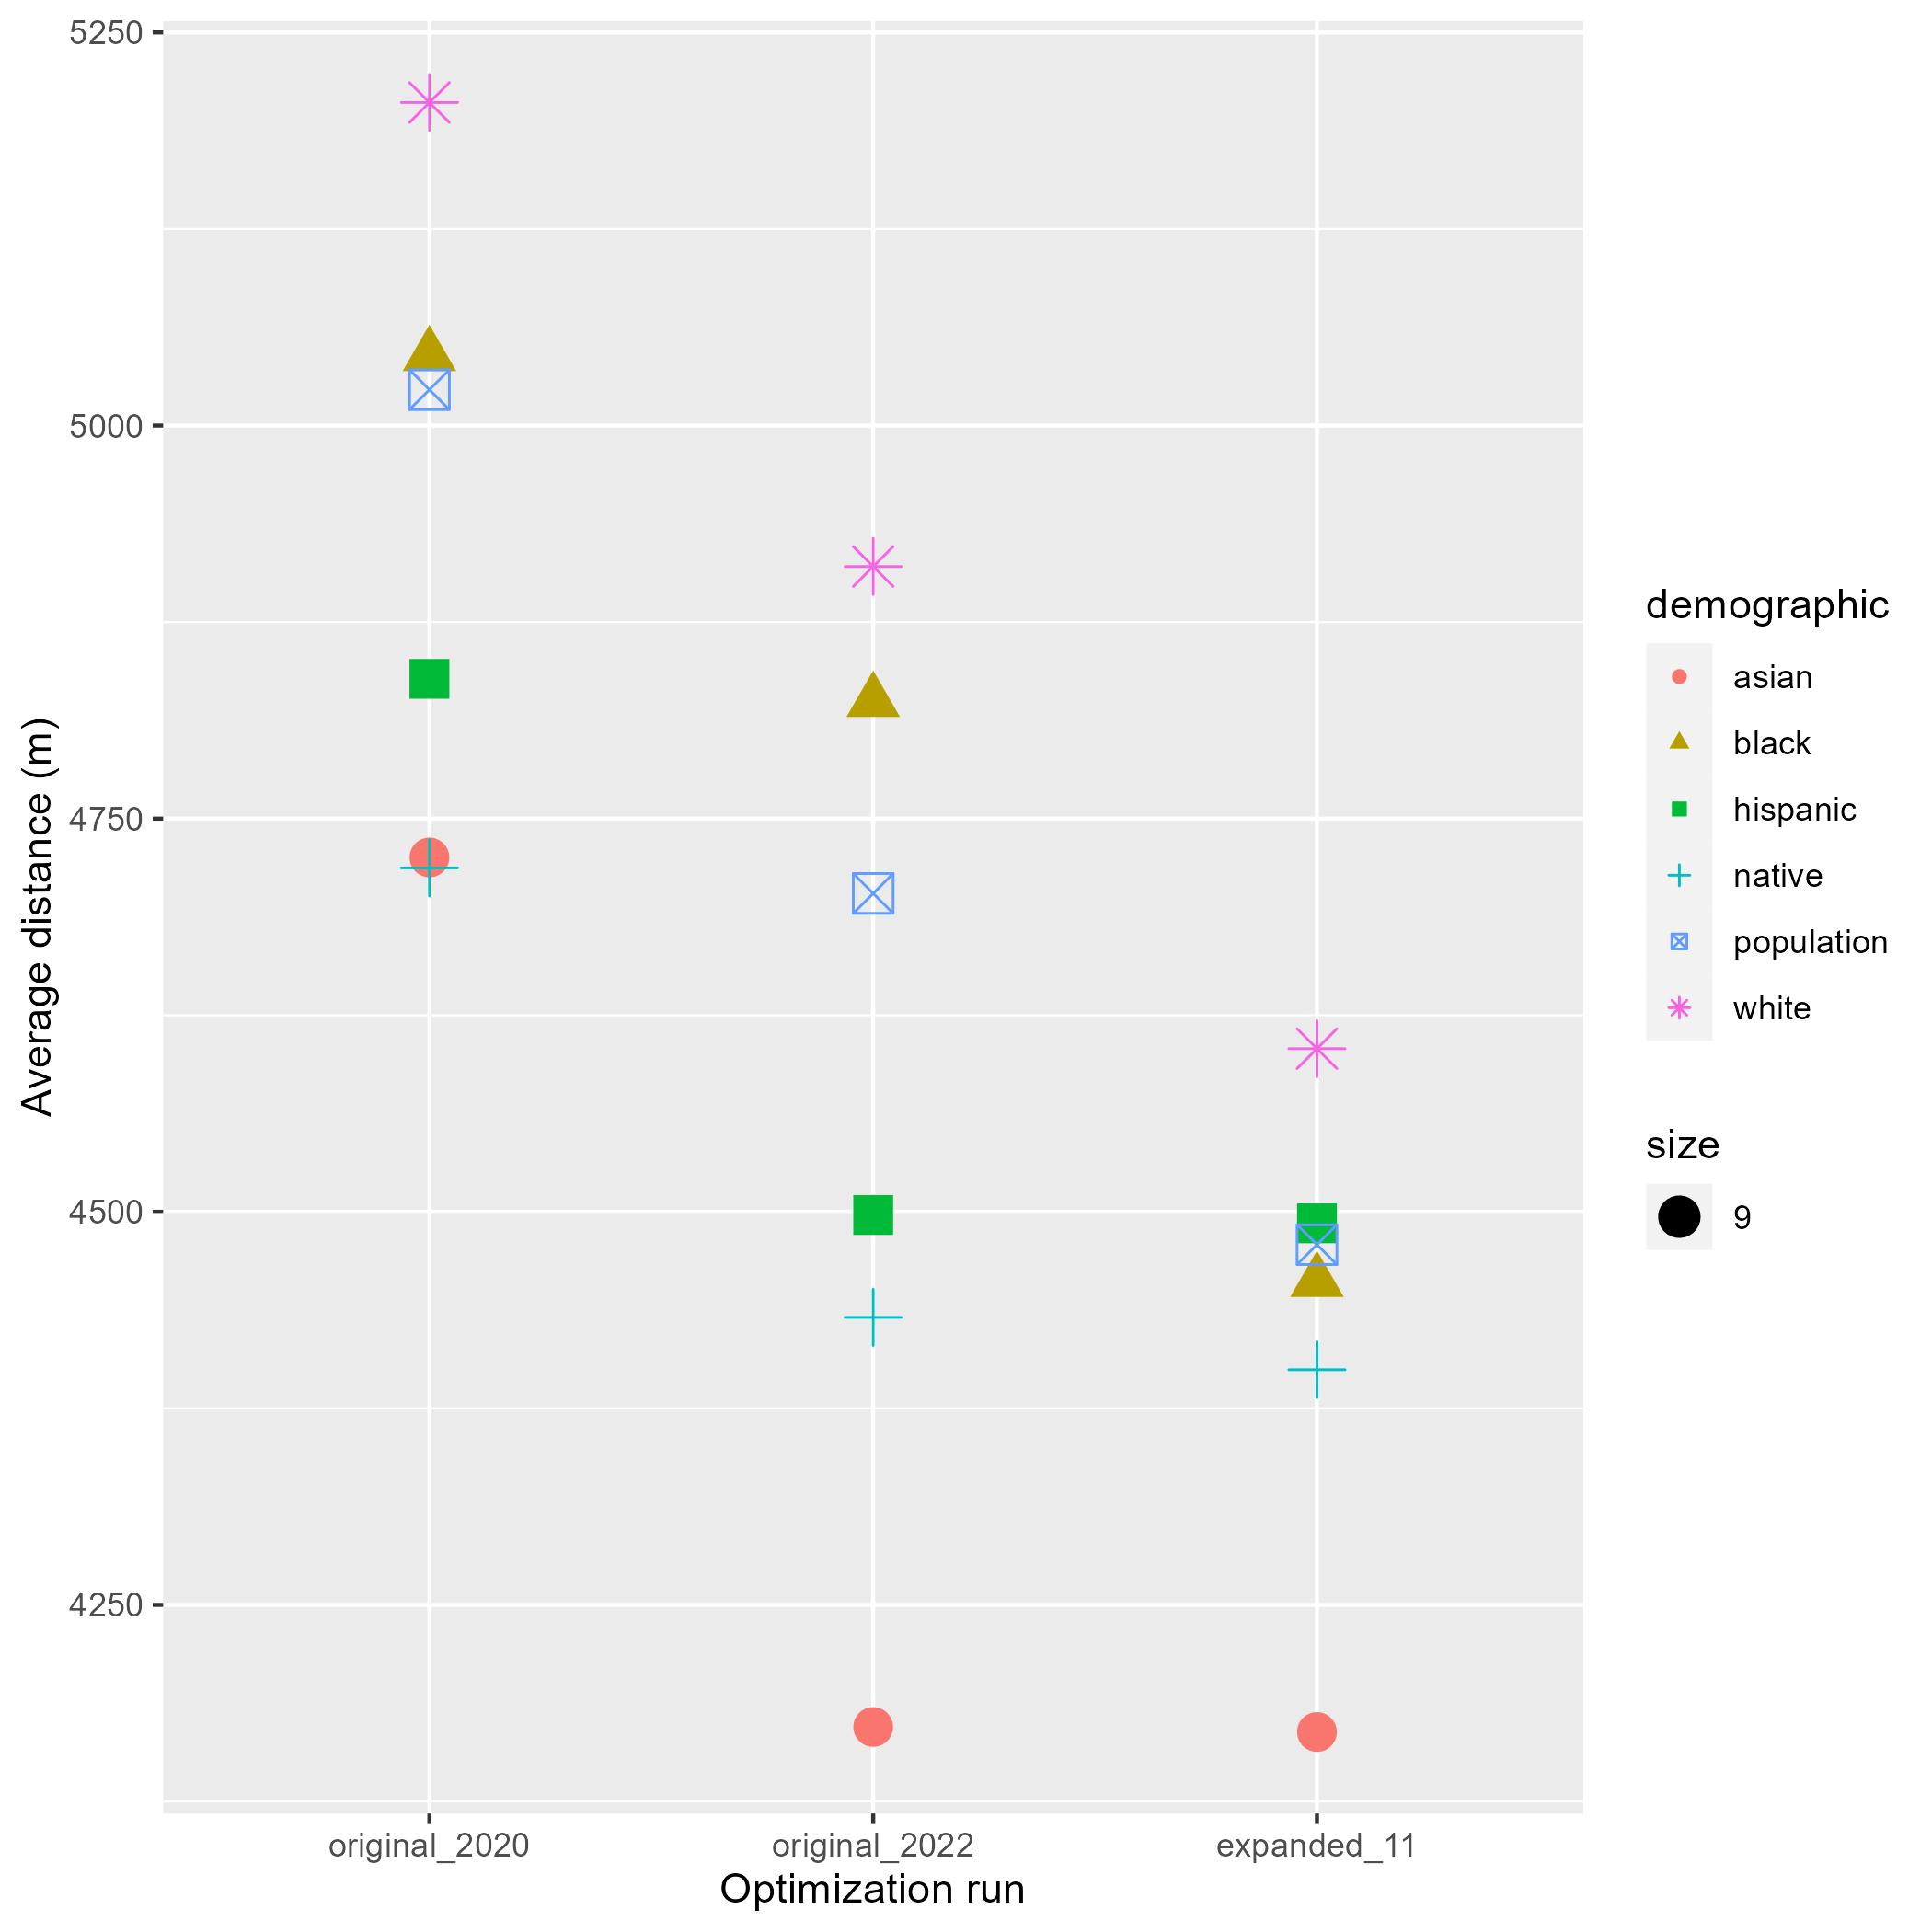 5250
5000
4750
4500
4250
Average distance (m)
original_2020
original_2022
expanded_11
Optimization run
demographic
asian
black
hispanic
native
population
white
size
9